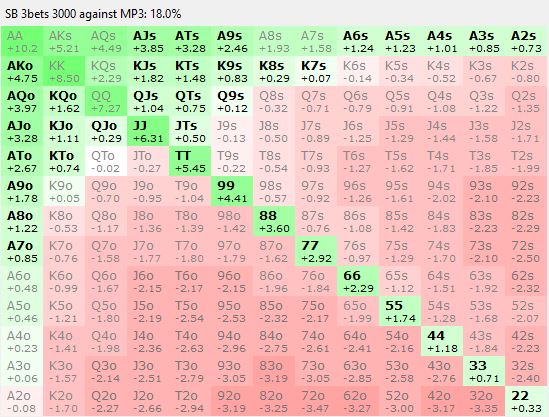 SB 3bets 3000 against MP3: 18.0%
AA AKs AQs AJs ATs A9s A8s A7s A6s A5s A4s A3s A2s
+10.2 +5.21 +4.49 +3.85 +3.28 +2.46 +1.93 +1.58 +1.24 +1.23 +1.01 +0.85 +0.73
AKo KK KQs KJs KTs K9s K8s K7s K6s K5s K4s K3s K2s
+4.75 +8.50 +2.29 +1.82 +1.48 +0.83 +0.29 +0.07 -0.14 -0.34 -0.52 -0.67 -0.80
AQo KQo QQ QJs QTs Q9s Q8s Q7s Q6s Q5s Q4s Q3s Q2s
+3.97 +1.62 +7.27 +1.04 +0.75 +0.12 -0.32 -0.71 -0.79 -0.91 -1.08 -1.22 -1.35
AJo KJo QJo JJ JTs J9s J8s J7s J6s J5s J4s J3s J2s
+3.28 +1.11 +0.29 +6.31 +0.50 -0.13 -0.50 -0.89 -1.25 -1.29 -1.44 -1.58 -1.71
ATo KTo QTo JTo TT T9s T8s T7s T6s T5s T4s T3s T2s
+2.67 +0.74 -0.02 -0.27 +5.45 -0.22 -0.54 -0.93 -1.27 -1.62 -1.71 -1.85 -1.99
A9o K9o Q9o J9o T9o 99 98s 97s 96s 95s 94s 93s 92s
+1.78 +0.05 -0.70 -0.95 -1.04 +4.41 -0.57 -0.92 -1.26 -1.61 -2.02 -2.10 -2.23
A8o K8o Q8o J8o T8o 98o 88 87s 86s 85s 84s 83s 82s
+1.22 -0.53 -1.17 -1.36 -1.39 -1.42 +3.60 -0.76 -1.08 -1.42 -1.83 -2.23 -2.29
A7o K7o Q7o J7o T7o 97o 87o 77 76s 75s 74s 73s 72s
+0.85 -0.76 -1.58 -1.77 -1.80 -1.79 -1.62 +2.92 -0.97 -1.29 -1.70 -2.10 -2.50
A6o K6o Q6o J6o T6o 96o 86o 76o 66 65s 64s 63s 62s
+0.48 -0.99 -1.67 -2.15 -2.17 -2.15 -1.96 -1.84 +2.29 -1.12 -1.51 -1.92 -2.32
A5o K5o Q5o J5o T5o 95o 85o 75o 65o 55 54s 53s 52s
+0.46 -1.21 -1.80 -2.19 -2.54 -2.53 -2.32 -2.17 -1.99 +1.74 -1.28 -1.68 -2.07
A4o K4o Q4o J4o T4o 94o 84o 74o 64o 54o 44 43s 42s
+0.23 -1.41 -1.98 -2.36 -2.63 -2.96 -2.75 -2.61 -2.41 -2.16 +1.18 -1.84 -2.23
A3o K3o Q3o J3o T3o 93o 83o 73o 63o 53o 43o 33 32s
+0.06 -1.57 -2.14 -2.51 -2.79 -3.05 -3.19 -3.05 -2.85 -2.58 -2.76 +0.71 -2.40
A2o K2o Q2o J2o T2o 92o 82o 72o 62o 52o 42o 32o 22
-0.08 -1.70 -2.27 -2.66 -2.94 -3.19 -3.25 -3.47 -3.27 -3.00 -3.17 -3.35 +0.33